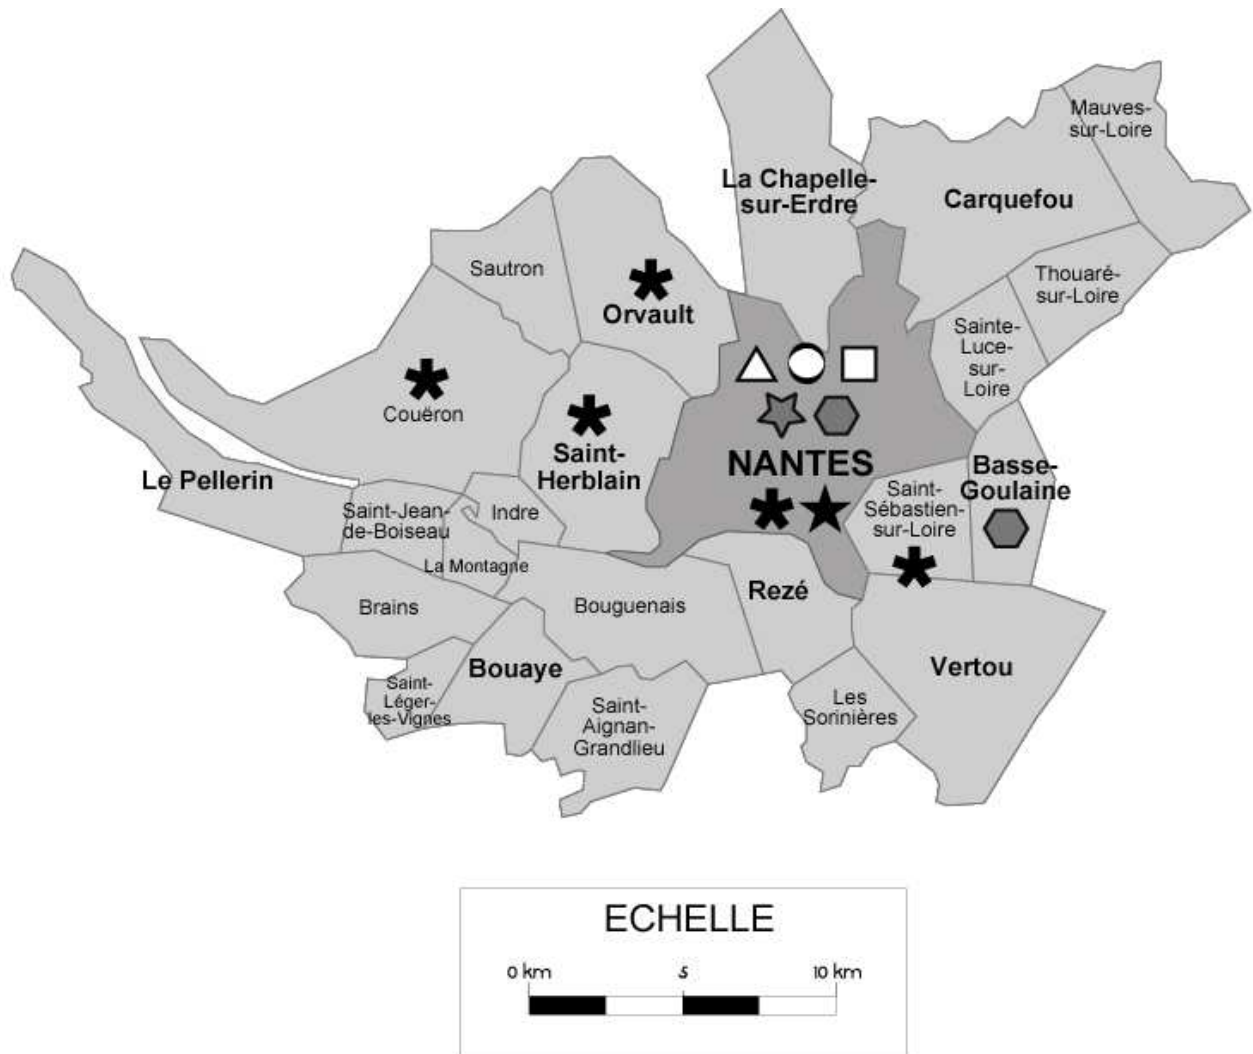 Mauves-
sur-Loire
La Chapelle-
sur-Erdre
Carquefou
Sautron
Thouaré-
sur-Loire
Orvault
Sainte-
Luce-
sur-
Loire
Couëron
Saint-
Herblain
NANTES
Basse-
Goulaine
Le Pellerin
Saint-Jean-
de-Boiseau
Indre
Saint-
Sébastien-
sur-Loire
La Montagne
Brains
Bouguenais
Rezé
Bouaye
Vertou
Saint-
Léger-
les-Vignes
Saint-
Aignan-
Grandlieu
Les
Sorinières
ECHELLE
0 km 5 10 km